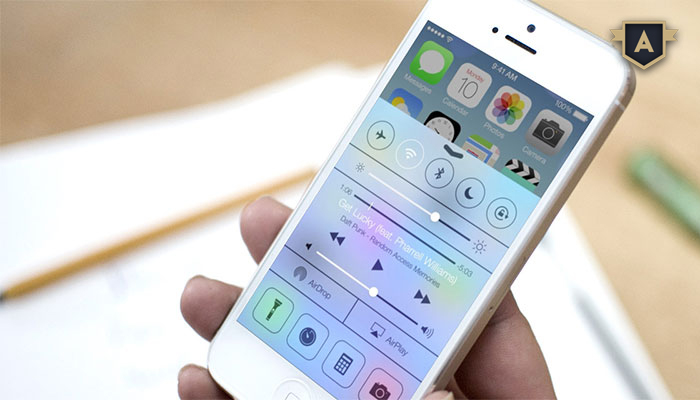 A
9:41 AM
100%
Monday
10
Messages
Calendar
Photos
Camera
1:06
-5:03
Get Lucky (feat. Pharrell Williams)
Daft Punk - Random Access Memories
AirDrop
AirPlay